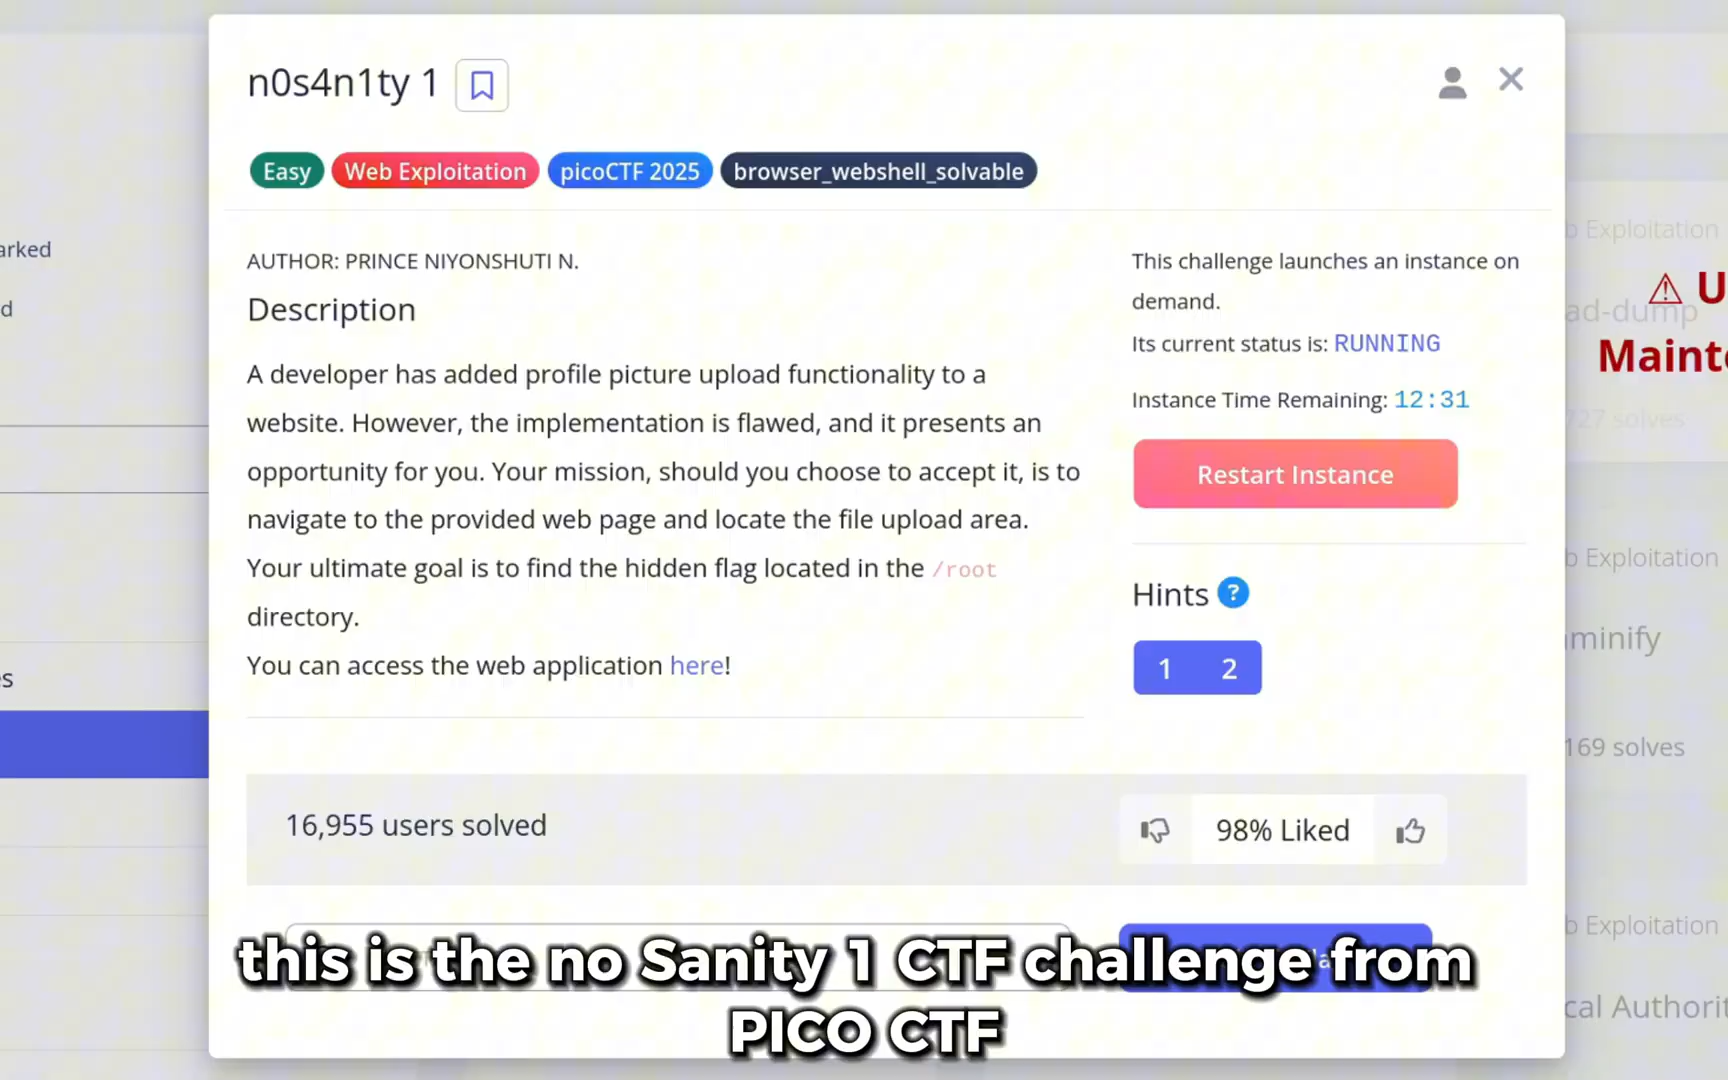 n0s4n1ty 1
Easy Web Exploitation picoCTF 2025 browser_webshell_solvable
AUTHOR: PRINCE NIYONSHUTI N.
Description
A developer has added profile picture upload functionality to a
website. However, the implementation is flawed, and it presents an
opportunity for you. Your mission, should you choose to accept it, is to
navigate to the provided web page and locate the file upload area.
Your ultimate goal is to find the hidden flag located in the /root
directory.
You can access the web application here!
This challenge launches an instance on
demand.
Its current status is: RUNNING
Instance Time Remaining: 12:31
Restart Instance
Hints ?
1 2
16,955 users solved
98% Liked
this is the no Sanity 1 CTF challenge from
PICO CTF
Exploitation
Exploitation
169 solves
Exploitation